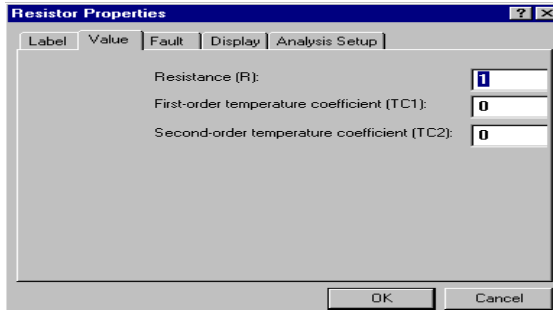 Resistor Properties ? ×
Label Value Fault Display Analysis Setup
Resistance (R): 1
First-order temperature coefficient (TC1): 0
Second-order temperature coefficient (TC2): 0
OK Cancel